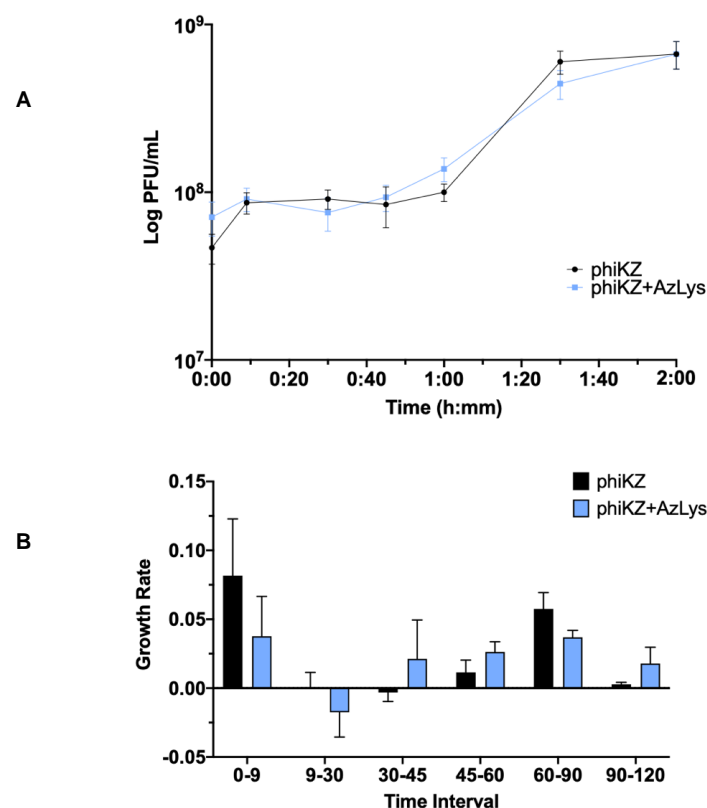 A
10⁹
10⁸
10⁷
Log PFU/mL
phiKZ
phiKZ+AzLys
0:00 0:20 0:40 1:00 1:20 1:40 2:00
Time (h:mm)
B
0.15
0.10
0.05
0.00
-0.05
Growth Rate
phiKZ
phiKZ+AzLys
0-9 9-30 30-45 45-60 60-90 90-120
Time Interval